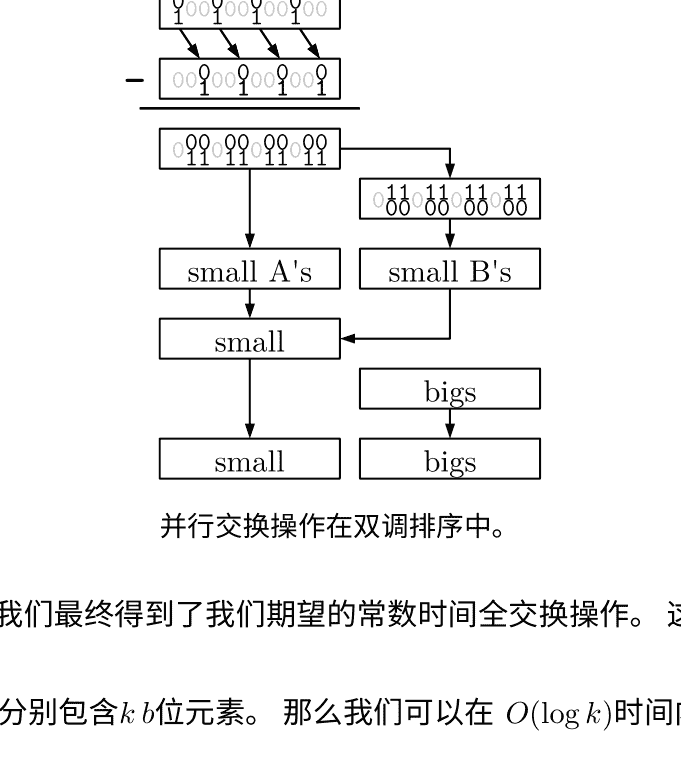 small A's small B's
small
bigs
small bigs
并行交换操作在双调排序中。
我们最终得到了我们期望的常数时间全交换操作。
分别包含k b位元素。 那么我们可以在 O(log k)时间